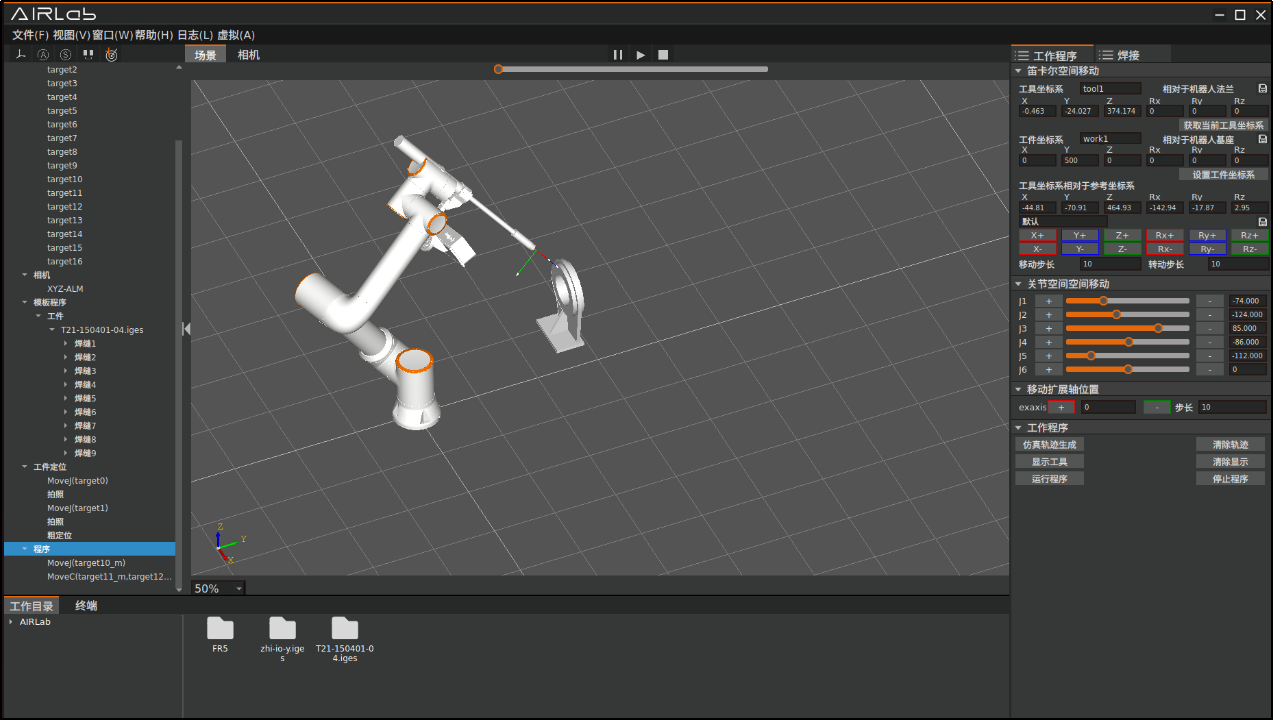 AIRLab
文件(F) 视图(V) 窗口(W) 帮助(H) 日志(L) 虚拟(A)
场景 相机
target2
target3
target4
target5
target6
target7
target8
target9
target10
target11
target12
target13
target14
target15
target16
相机
XYZ-ALM
模板程序
工件
T21-150401-04.iges
焊缝1
焊缝2
焊缝3
焊缝4
焊缝5
焊缝6
焊缝7
焊缝8
焊缝9
工件定位
MoveJ(target0)
拍照
MoveJ(target1)
拍照
粗定位
程序
MoveJ(target10_m)
MoveC(target11_m,target12...
Z
Y
X
50%
工作程序 焊接
笛卡尔空间移动
工具坐标系 tool1 相对于机器人法兰
X Y Z Rx Ry Rz
-0.463 -24.027 374.174 0 0 0
获取当前工具坐标系
工件坐标系 work1 相对于机器人基座
X Y Z Rx Ry Rz
0 500 0 0 0 0
设置工件坐标系
工具坐标系相对于参考坐标系
X Y Z Rx Ry Rz
-44.81 -70.91 464.93 -142.94 -17.87 2.95
默认
X+ Y+ Z+ Rx+ Ry+ Rz+
X- Y- Z- Rx- Ry- Rz-
移动步长 10 转动步长 10
关节空间空间移动
J1 + - -74.000
J2 + - -124.000
J3 + - 85.000
J4 + - -86.000
J5 + - -112.000
J6 + - 0
移动扩展轴位置
exaxis + 0 - 步长 10
工作程序
仿真轨迹生成 清除轨迹
显示工具 清除显示
运行程序 停止程序
工作目录 终端
AIRLab
FR5 zhi-io-y.ige T21-150401-0
s 4.iges